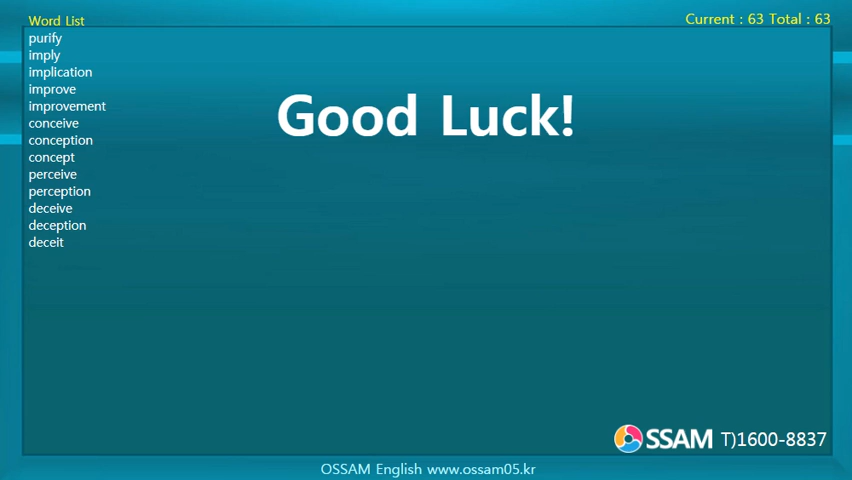 Word List
Current : 63 Total : 63
purify
imply
implication
improve
improvement
conceive
conception
concept
perceive
perception
deceive
deception
deceit
Good Luck!
OSSAM T)1600-8837
OSSAM English www.ossam05.kr